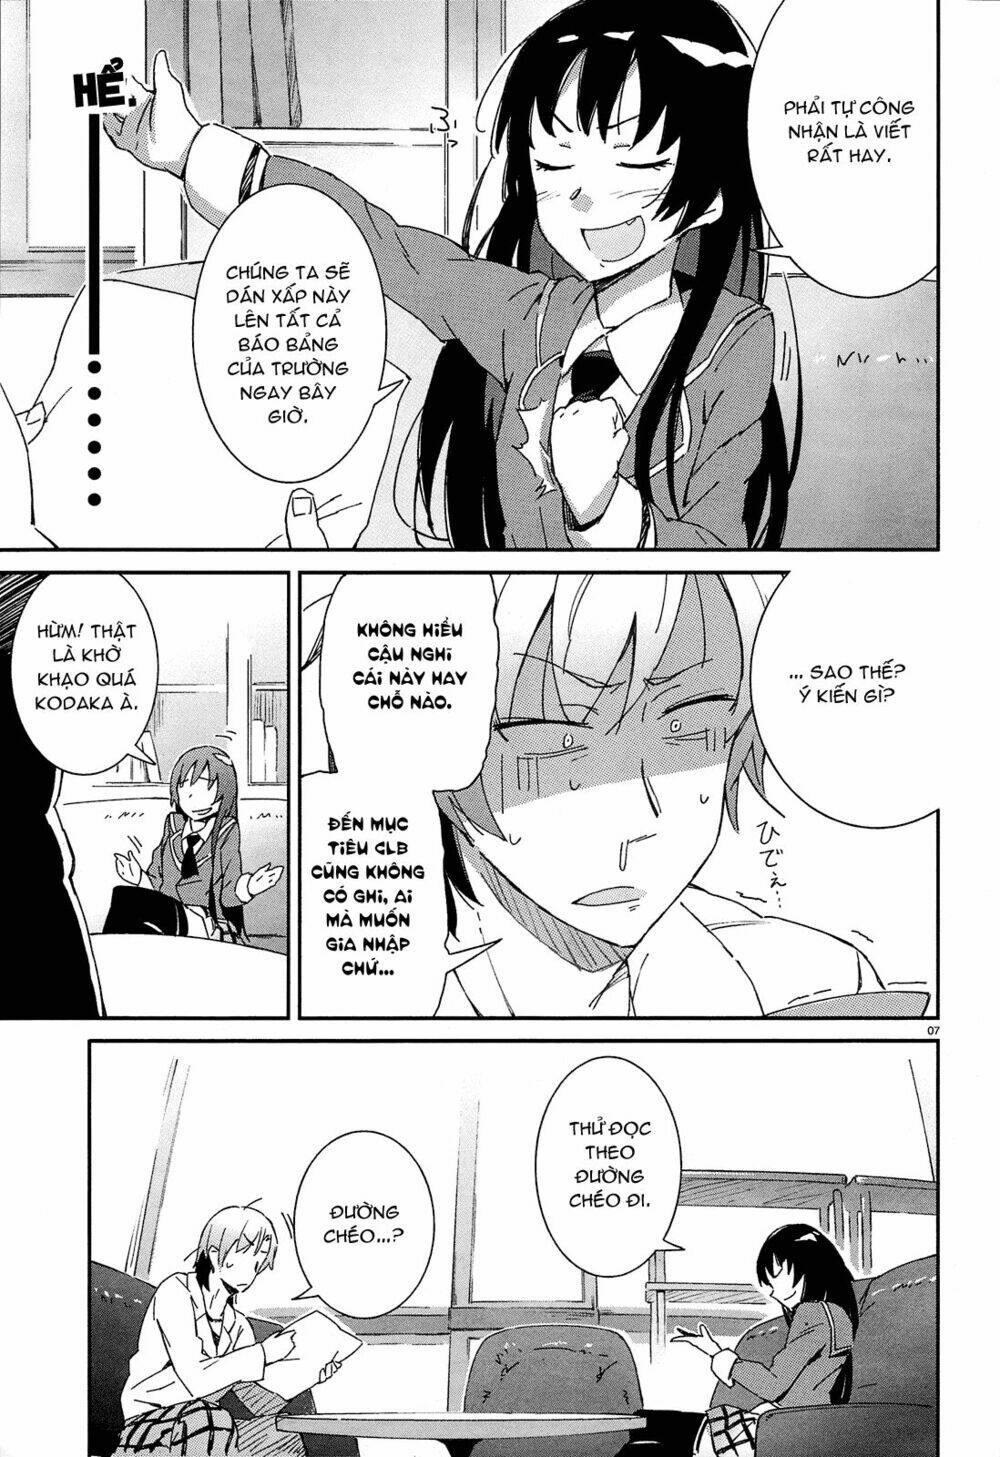 PHẢI TỰ CÔNG
NHẬN LÀ VIẾT
RẤT HAY.
ふ
CHÚNG TA SẼ
DÁN XẤP NÀY
LÊN TẤT CẢ
BÁO BẢNG
CỦA TRƯỜNG
NGAY BÂY
GIỜ.
HỂ.
... SAO THẾ?
Ý KIẾN GÌ?
KHÔNG HIỂU
CẬU NGHĨ
CÁI NÀY HAY
CHỖ NÀO.
ひでえ…
ĐẾN MỤC
TIÊU CLB
CŨNG KHÔNG
CÓ GHI, AI
MÀ MUỐN
GIA NHẬP
CHỨ...
HỪM! THẬT
LÀ KHỜ
KHẠO QUÁ
KODAKA À.
07
THỬ ĐỌC
THEO
ĐƯỜNG
CHÉO ĐI.
ĐƯỜNG
CHÉO...?